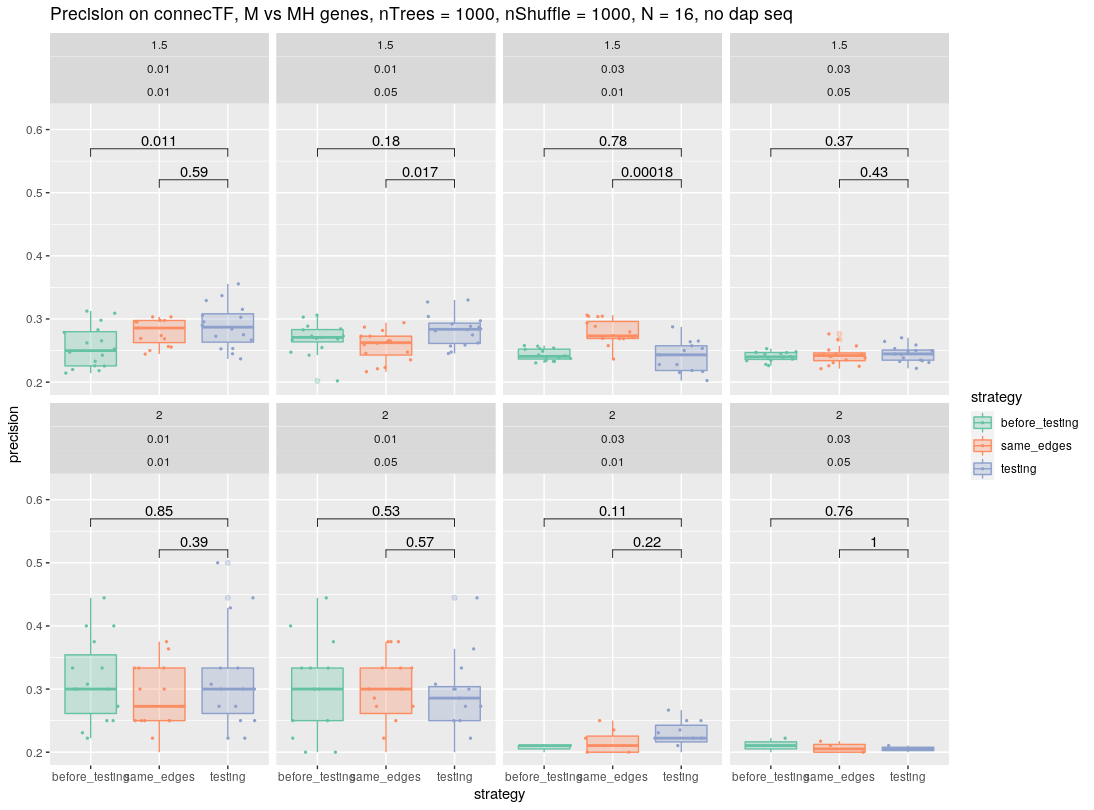 Precision on connecTF, M vs MH genes, nTrees = 1000, nShuffle = 1000, N = 16, no dap seq
1.5 1.5 1.5 1.5
0.01 0.01 0.03 0.03
0.01 0.05 0.01 0.05
0.6
0.011 0.18 0.78 0.37
0.59 0.017 0.00018 0.43
0.5
0.4
0.3
0.2
2 2 2 2
0.01 0.01 0.03 0.03
0.01 0.05 0.01 0.05
0.6
0.85 0.53 0.11 0.76
0.39 0.57 0.22 1
0.5
0.4
0.3
0.2
precision
before_testing same_edges testing before_testing same_edges testing before_testing same_edges testing before_testing same_edges testing
strategy
strategy
before_testing
same_edges
testing